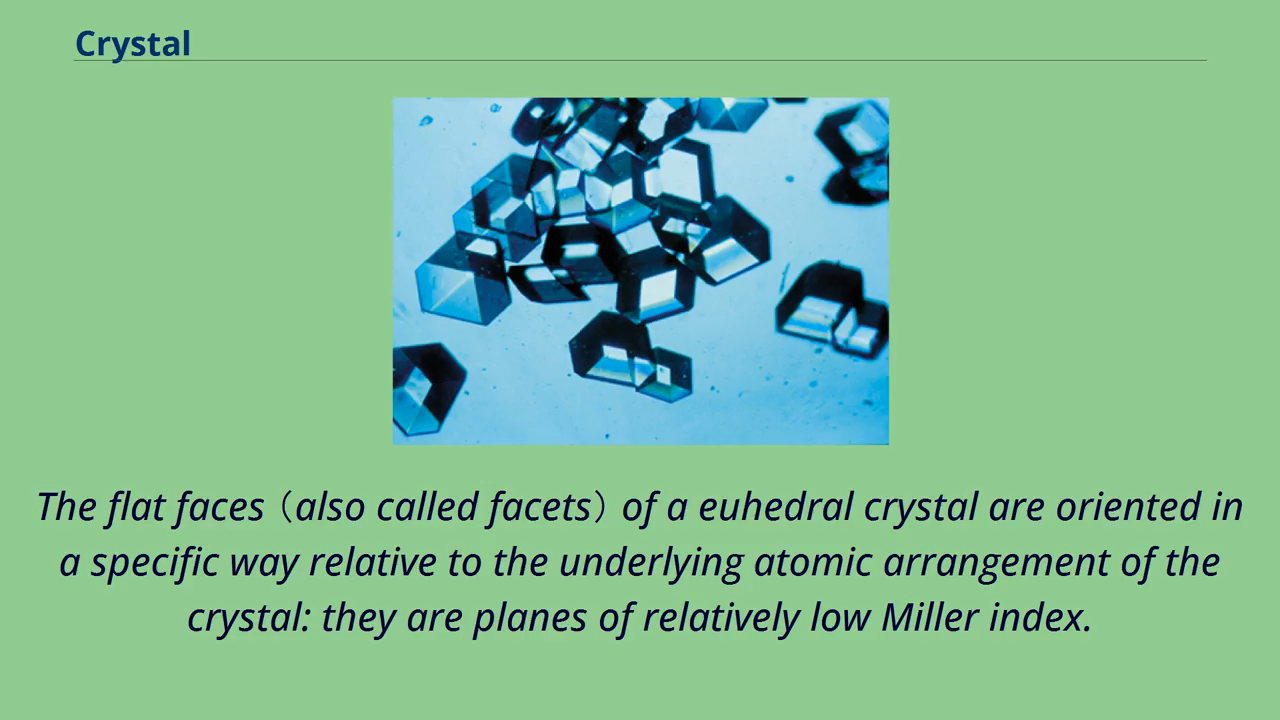 Crystal
The flat faces (also called facets) of a euhedral crystal are oriented in
a specific way relative to the underlying atomic arrangement of the
crystal: they are planes of relatively low Miller index.